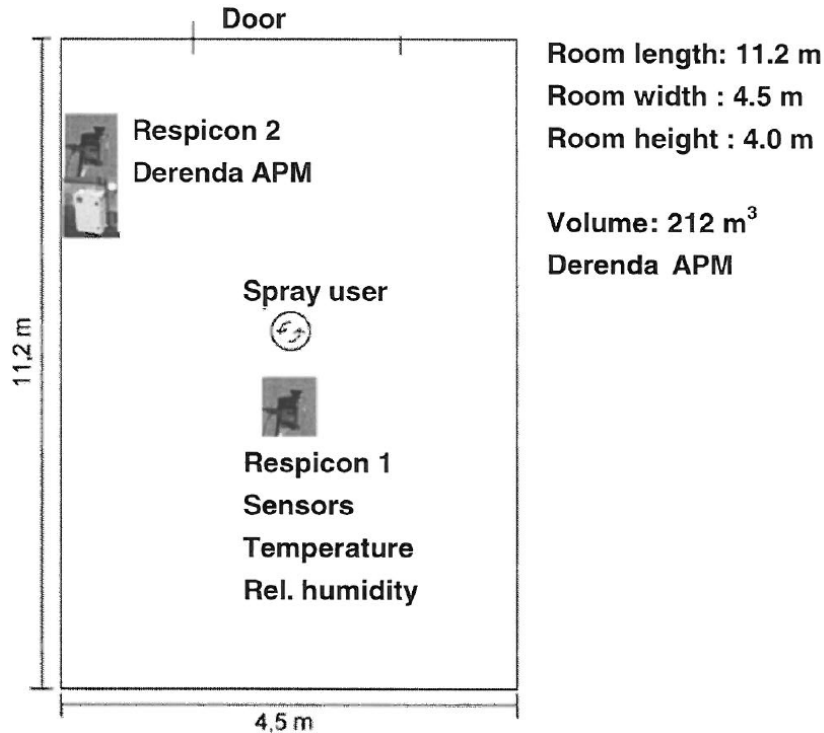 Door
Room length: 11.2 m
Room width : 4.5 m
Room height : 4.0 m
Volume: 212 m³
Derenda APM
Respicon 2
Derenda APM
Spray user
Respicon 1
Sensors
Temperature
Rel. humidity
11,2 m
4,5 m